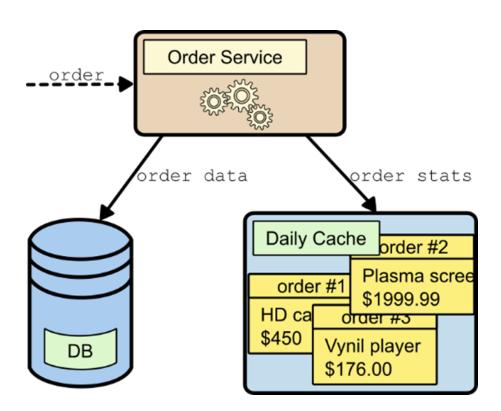 Order Service
order
order data
order stats
Daily Cache
order #2
Plasma scree
$1999.99
order #1
HD ca
$450
order #3
Vynil player
$176.00
DB